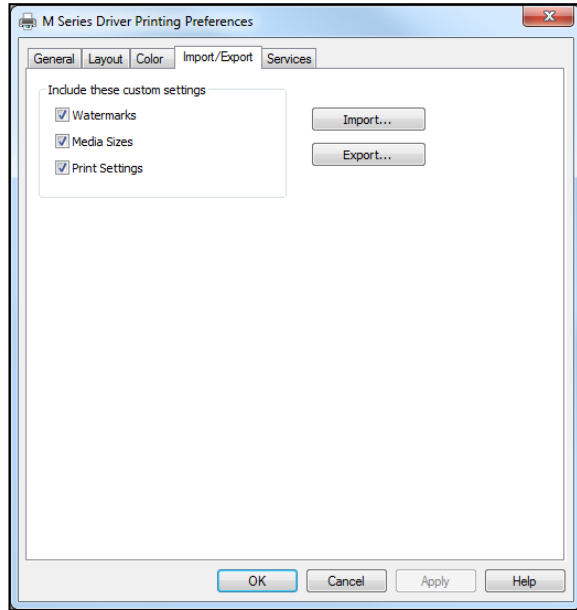 M Series Driver Printing Preferences
General Layout Color Import/Export Services
Include these custom settings
Watermarks
Import...
Media Sizes
Export...
Print Settings
OK Cancel Apply Help